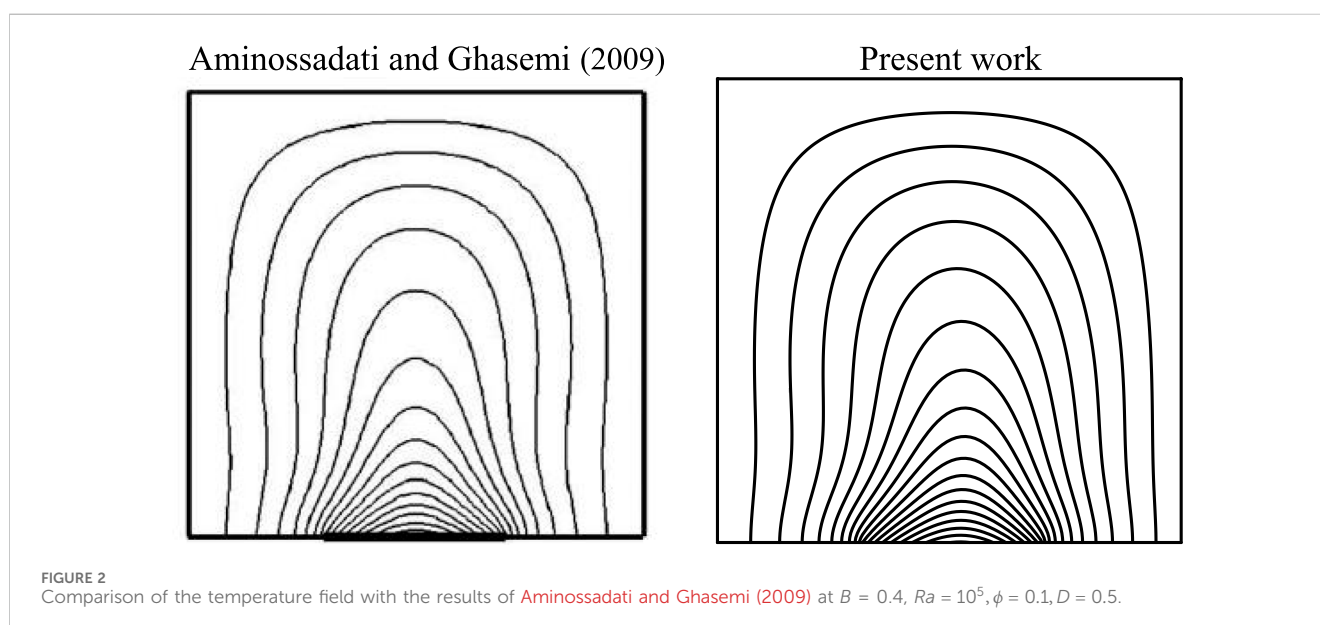 Aminossadati and Ghasemi (2009)
Present work
FIGURE 2
Comparison of the temperature field with the results of Aminossadati and Ghasemi (2009) at B = 0.4, Ra = 10⁵, ϕ = 0.1, D = 0.5.